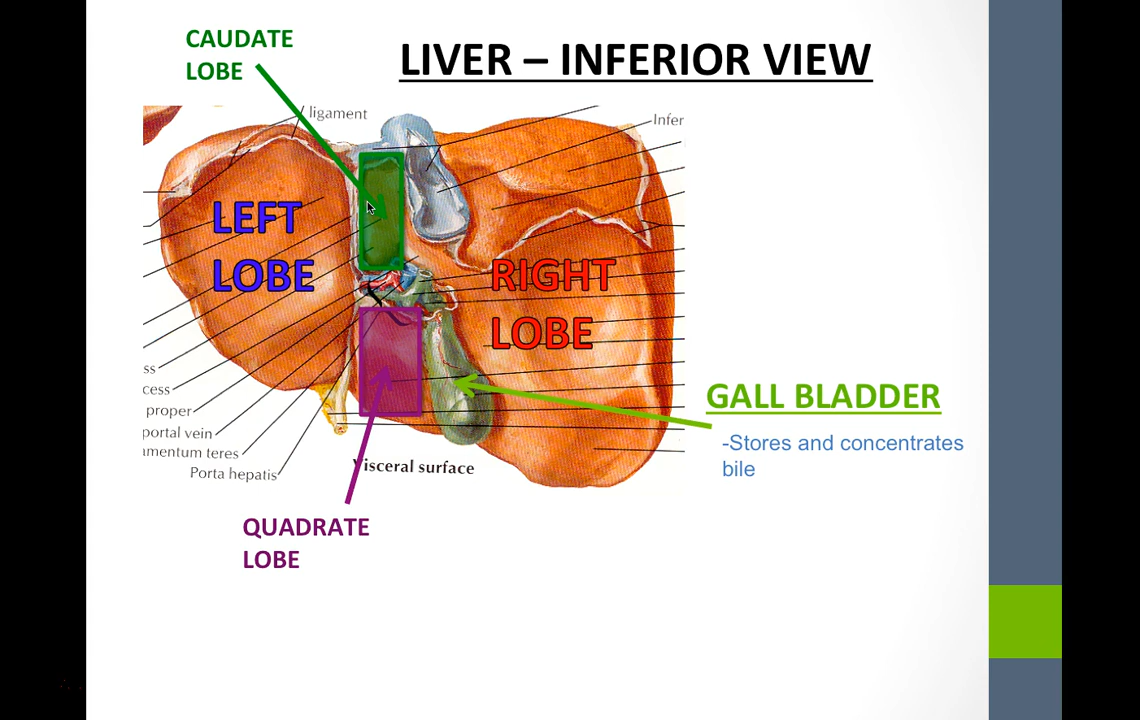 CAUDATE
LOBE
LIVER – INFERIOR VIEW
ligament
Infer
LEFT
LOBE
RIGHT
LOBE
ss
cess
proper
portal vein
amentum teres
Porta hepatis
Visceral surface
GALL BLADDER
-Stores and concentrates
bile
QUADRATE
LOBE